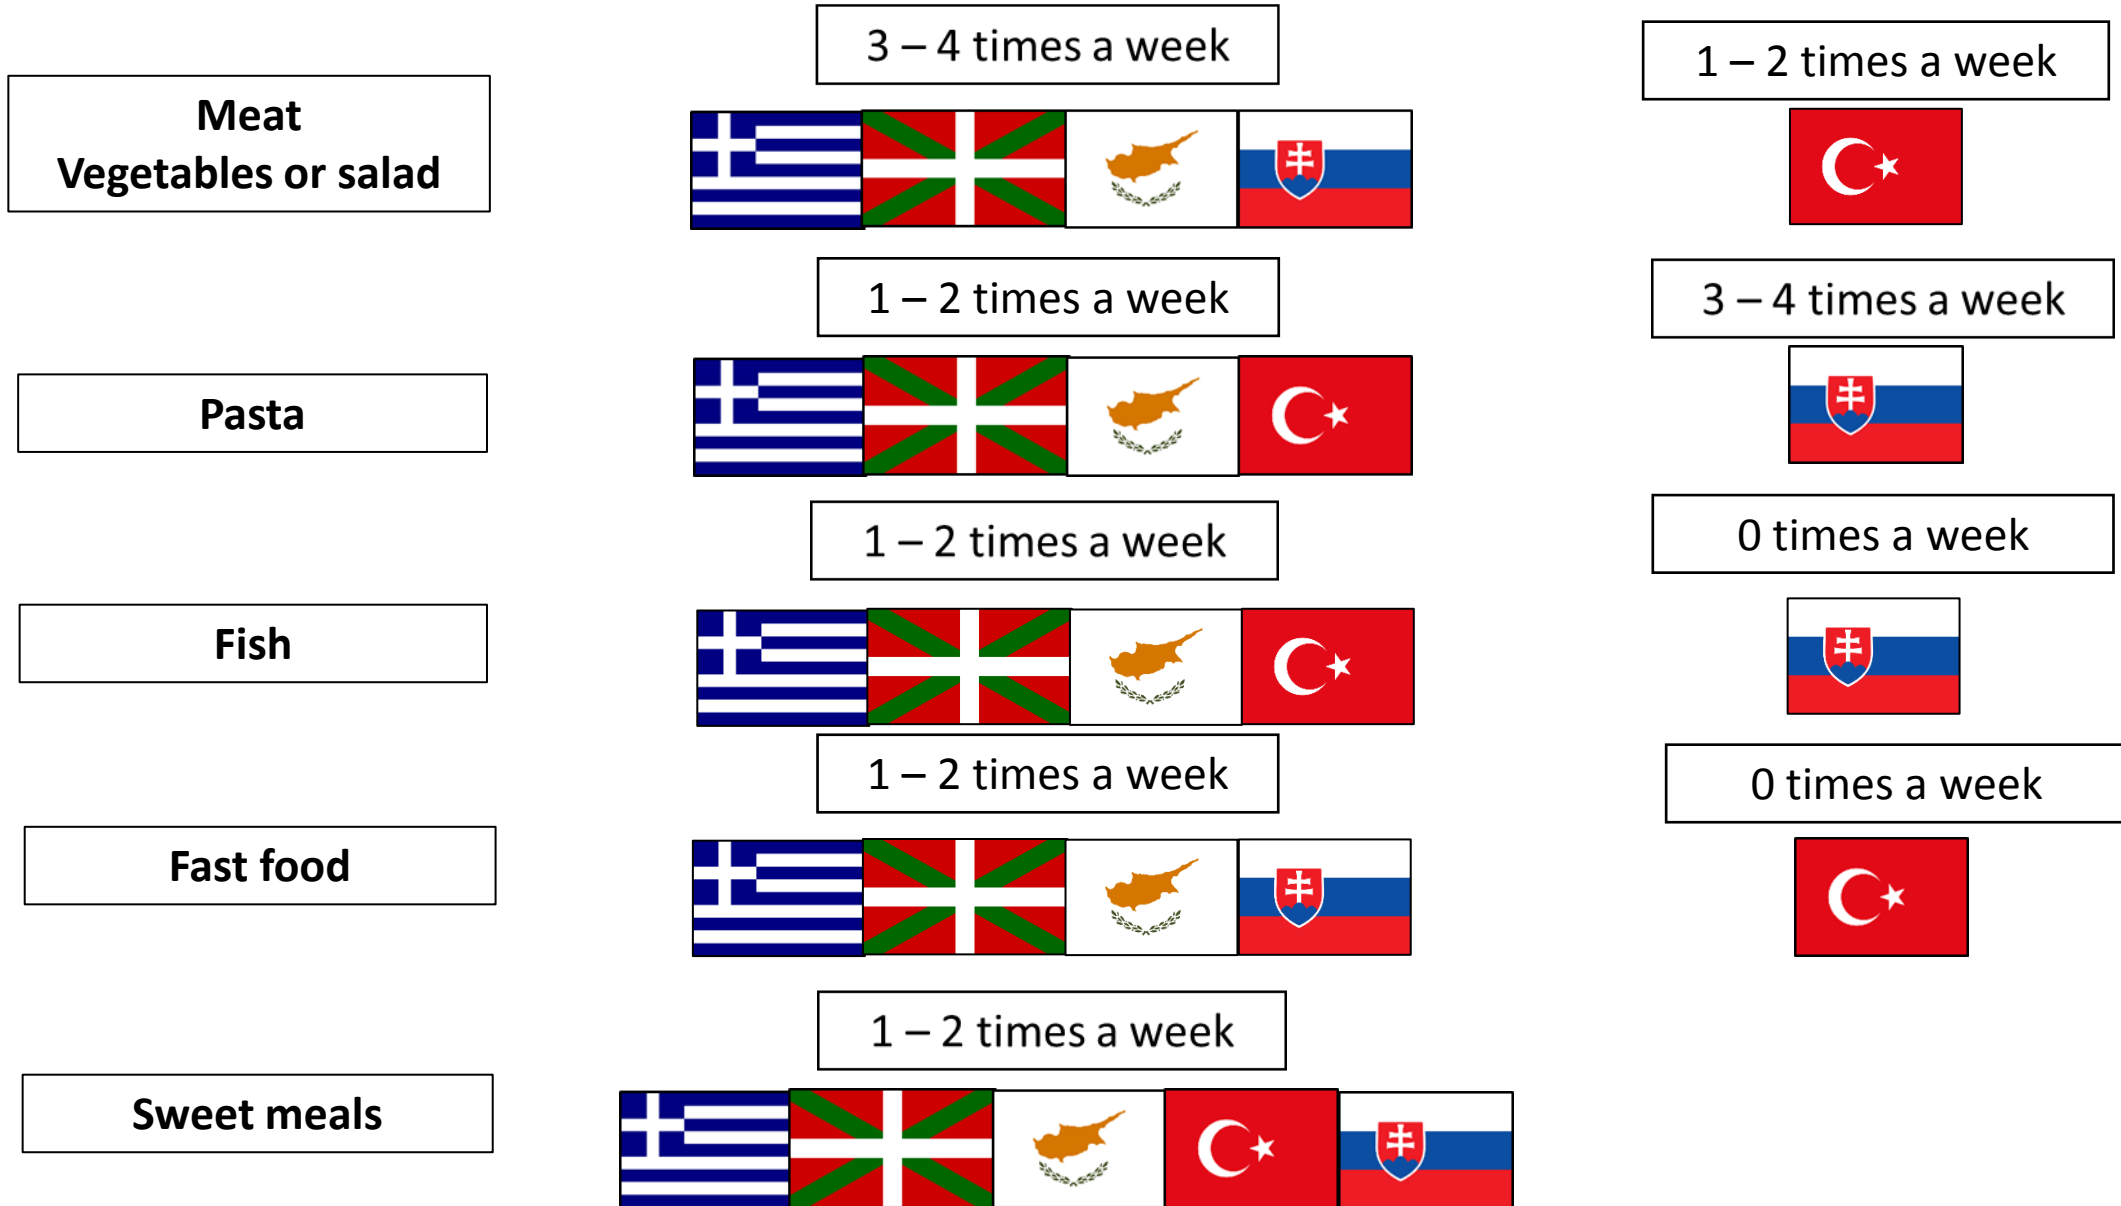 3 – 4 times a week
1 – 2 times a week
Meat
Vegetables or salad
1 – 2 times a week
3 – 4 times a week
Pasta
1 – 2 times a week
0 times a week
Fish
1 – 2 times a week
0 times a week
Fast food
1 – 2 times a week
Sweet meals